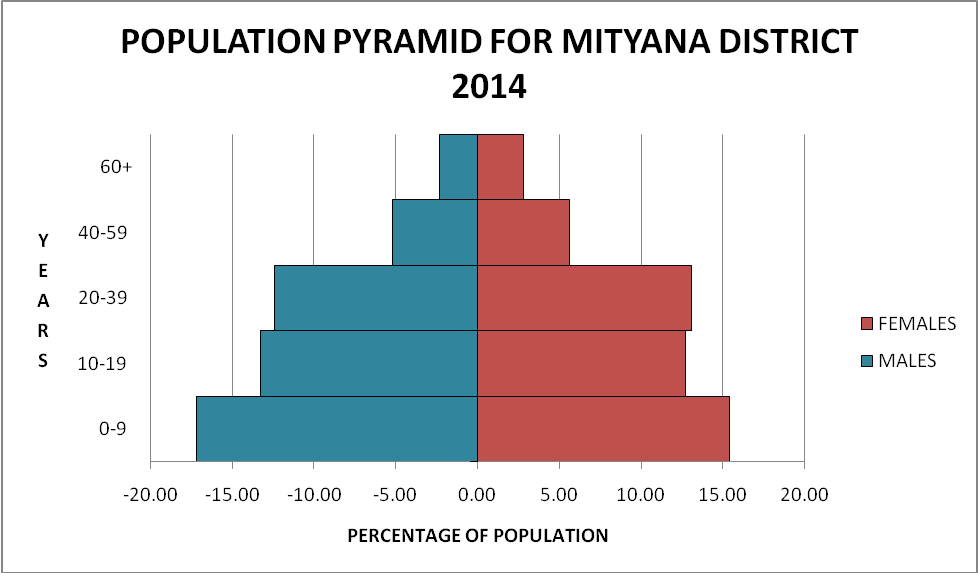 POPULATION PYRAMID FOR MITYANA DISTRICT
2014
60+
40-59
20-39
10-19
0-9
YEARS
-20.00 -15.00 -10.00 -5.00 0.00 5.00 10.00 15.00 20.00
PERCENTAGE OF POPULATION
FEMALES
MALES